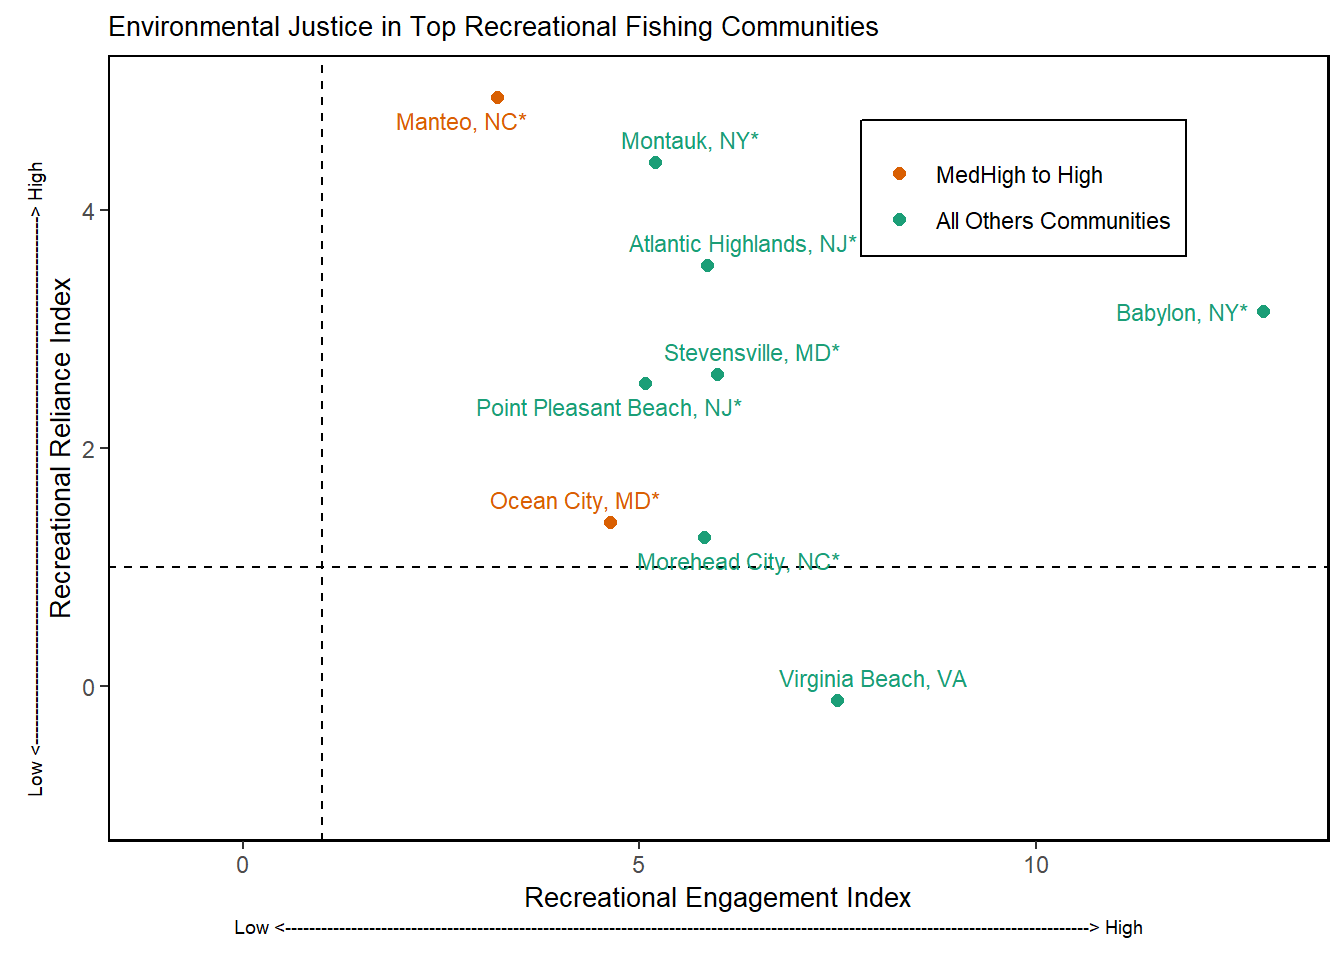 Environmental Justice in Top Recreational Fishing Communities
Manteo, NC*
Montauk, NY*
MedHigh to High
All Others Communities
Atlantic Highlands, NJ*
Babylon, NY*
Stevensville, MD*
Point Pleasant Beach, NJ*
Ocean City, MD*
Morehead City, NC*
Virginia Beach, VA
4
2
0
Recreational Reliance Index
Low <--------------------------------------------------------------------------------------> High
0
5
10
Recreational Engagement Index
Low <--------------------------------------------------------------------------------------------------------------------------------------> High